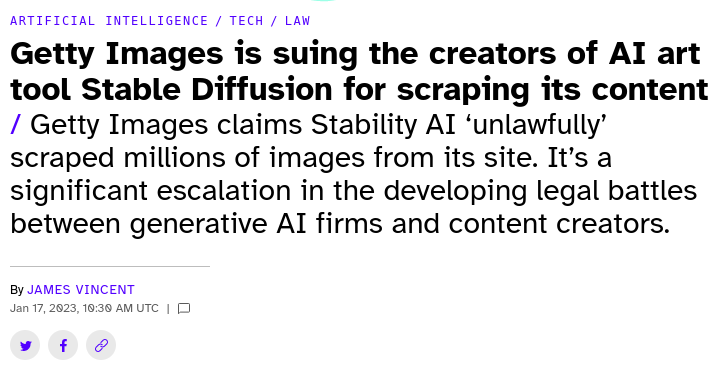 ARTIFICIAL INTELLIGENCE / TECH / LAW
Getty Images is suing the creators of AI art
tool Stable Diffusion for scraping its content
/ Getty Images claims Stability AI ‘unlawfully’
scraped millions of images from its site. It’s a
significant escalation in the developing legal battles
between generative AI firms and content creators.
By JAMES VINCENT
Jan 17, 2023, 10:30 AM UTC |